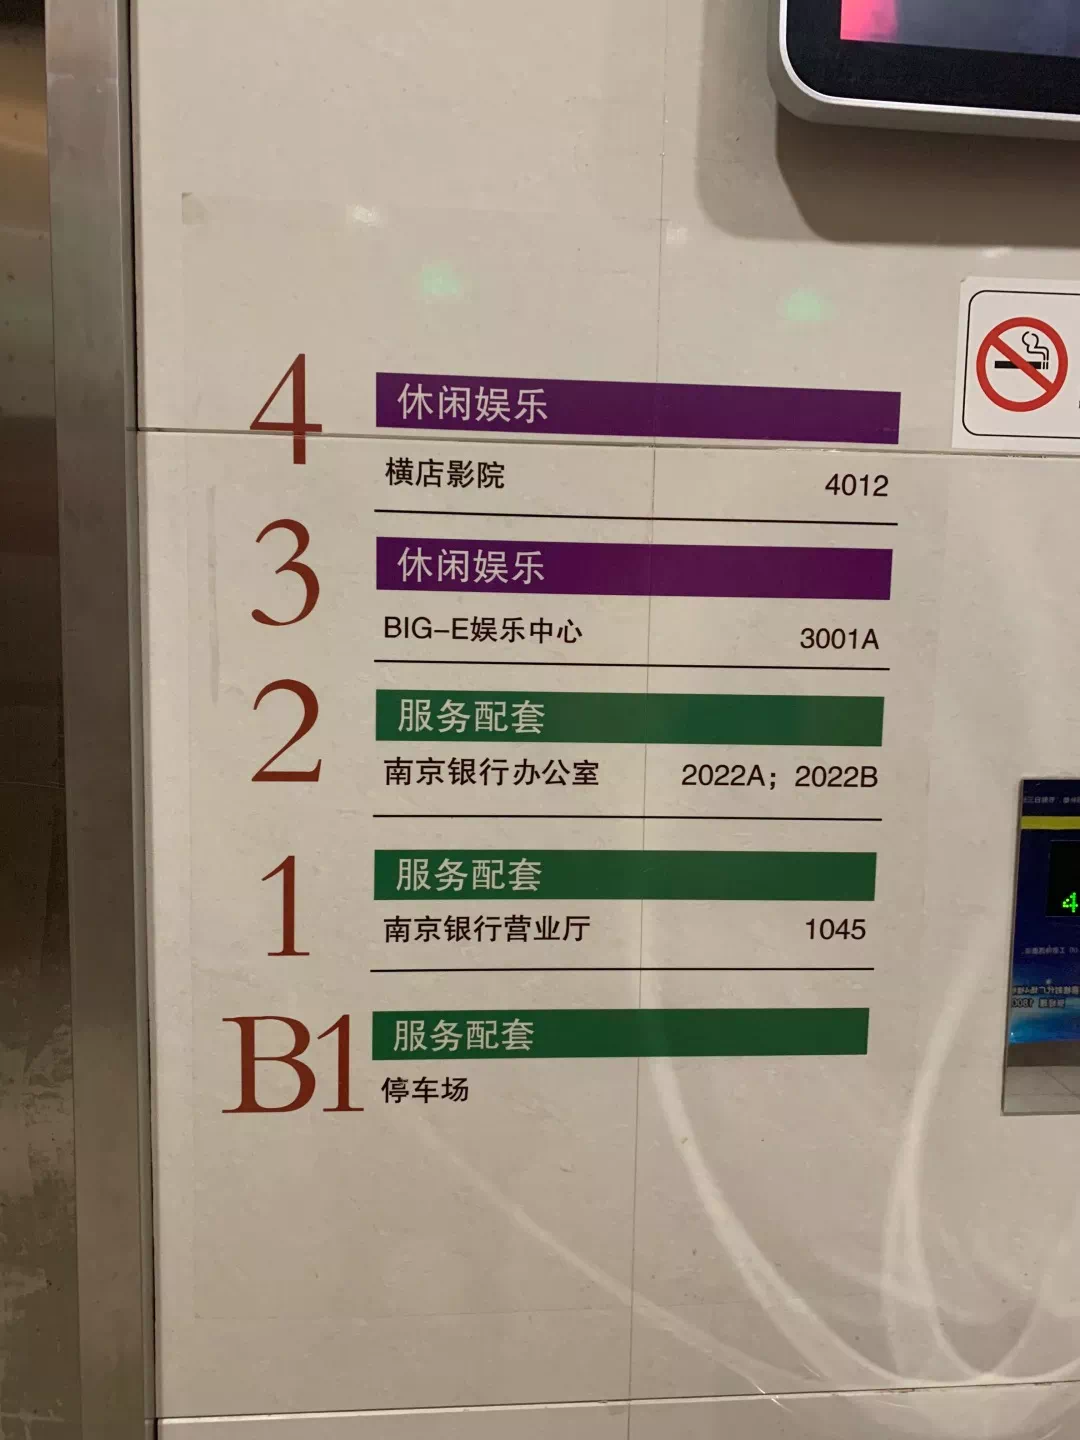 4
休闲娱乐
横店影院 4012
3
休闲娱乐
BIG-E娱乐中心 3001A
2
服务配套
南京银行办公室 2022A；2022B
1
服务配套
南京银行营业厅 1045
B1
服务配套
停车场
4